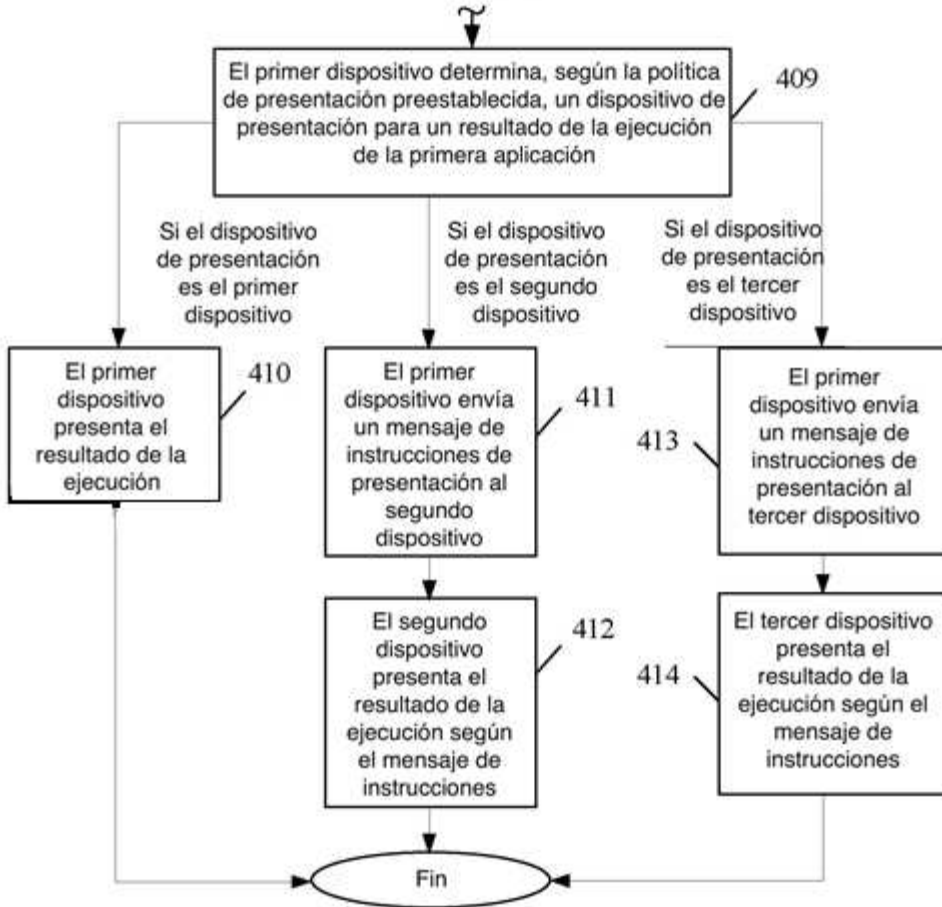 El primer dispositivo determina, según la política
de presentación preestablecida, un dispositivo de
presentación para un resultado de la ejecución
de la primera aplicación
409
Si el dispositivo
de presentación
es el primer
dispositivo
Si el dispositivo
de presentación
es el segundo
dispositivo
Si el dispositivo
de presentación
es el tercer
dispositivo
El primer
dispositivo
presenta el
resultado de la
ejecución
410
El primer
dispositivo envía
un mensaje de
instrucciones de
presentación al
segundo
dispositivo
411
El primer
dispositivo envía
un mensaje de
instrucciones de
presentación al
tercer dispositivo
413
El segundo
dispositivo
presenta el
resultado de la
ejecución según
el mensaje de
instrucciones
412
El tercer dispositivo
presenta el
resultado de la
ejecución según el
mensaje de
instrucciones
414
Fin